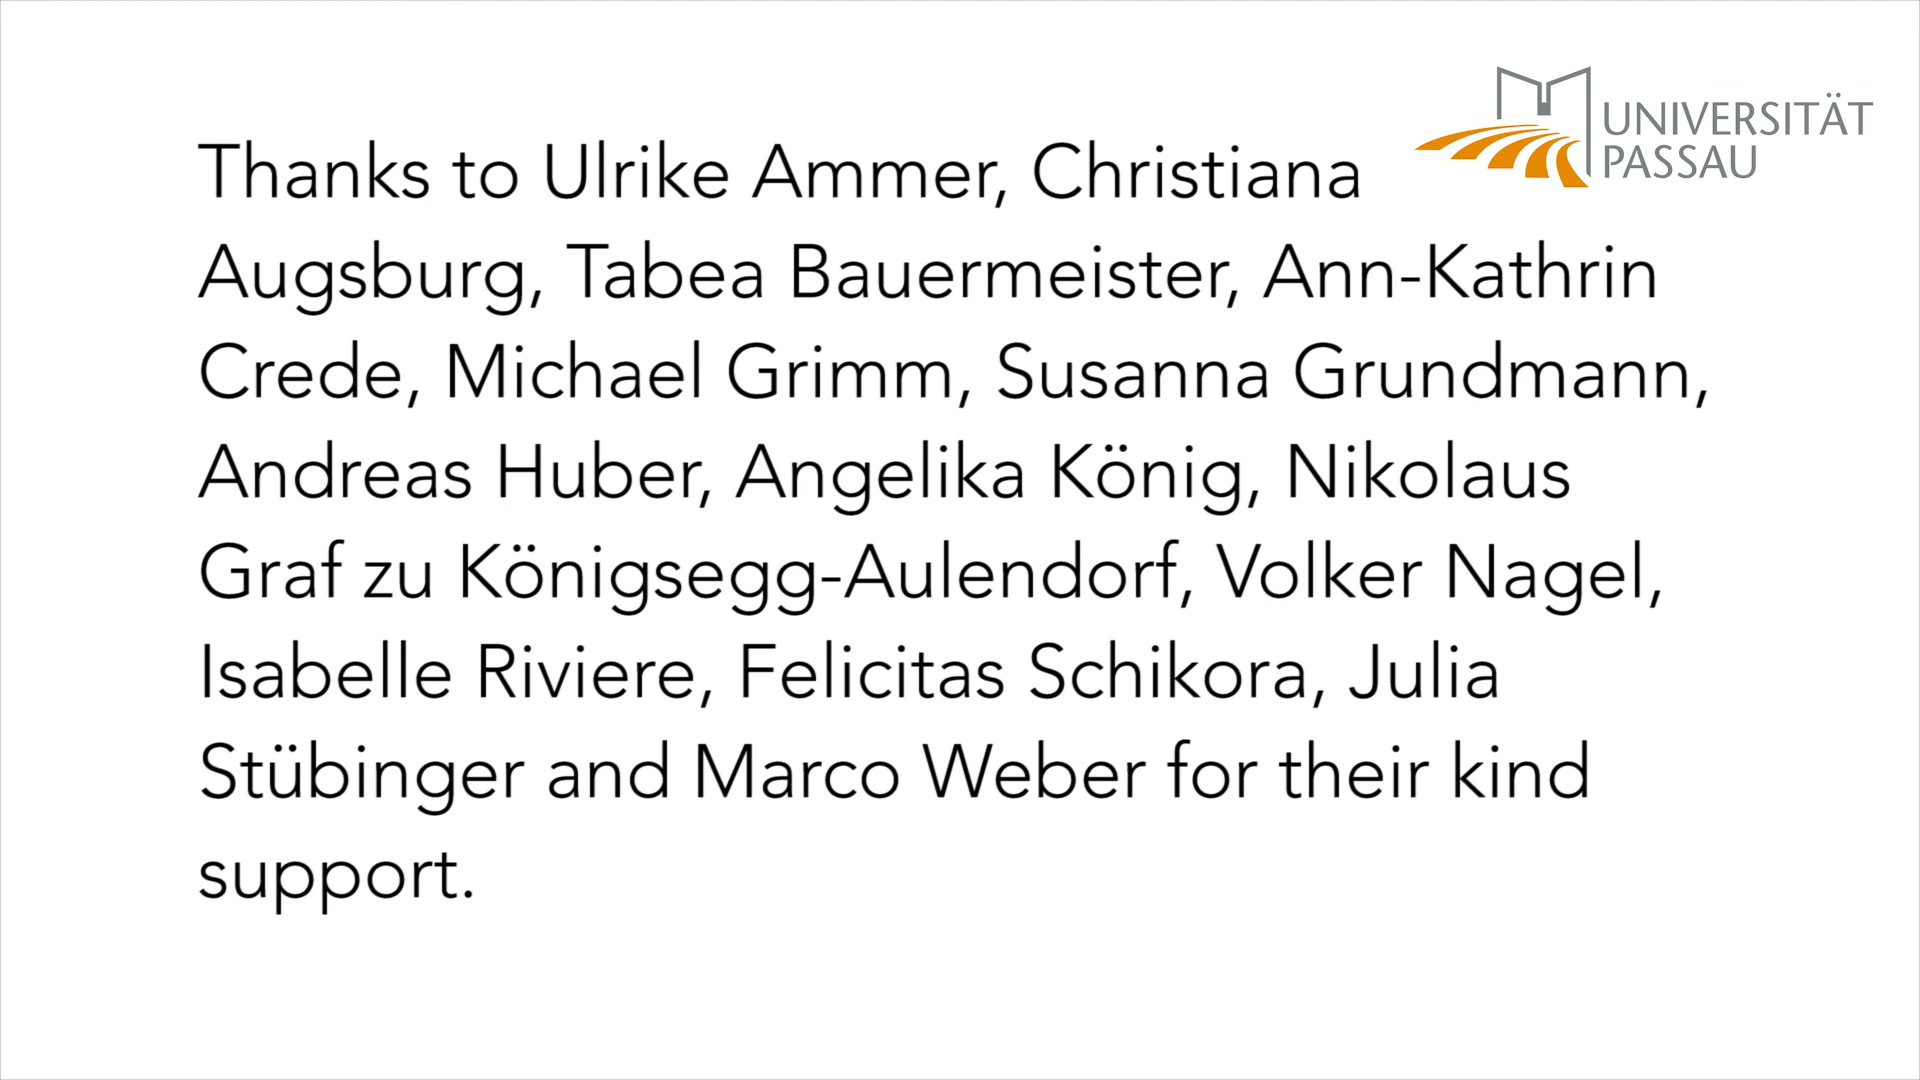 UNIVERSITÄT
PASSAU
Thanks to Ulrike Ammer, Christiana
Augsburg, Tabea Bauermeister, Ann-Kathrin
Crede, Michael Grimm, Susanna Grundmann,
Andreas Huber, Angelika König, Nikolaus
Graf zu Königsegg-Aulendorf, Volker Nagel,
Isabelle Riviere, Felicitas Schikora, Julia
Stübinger and Marco Weber for their kind
support.